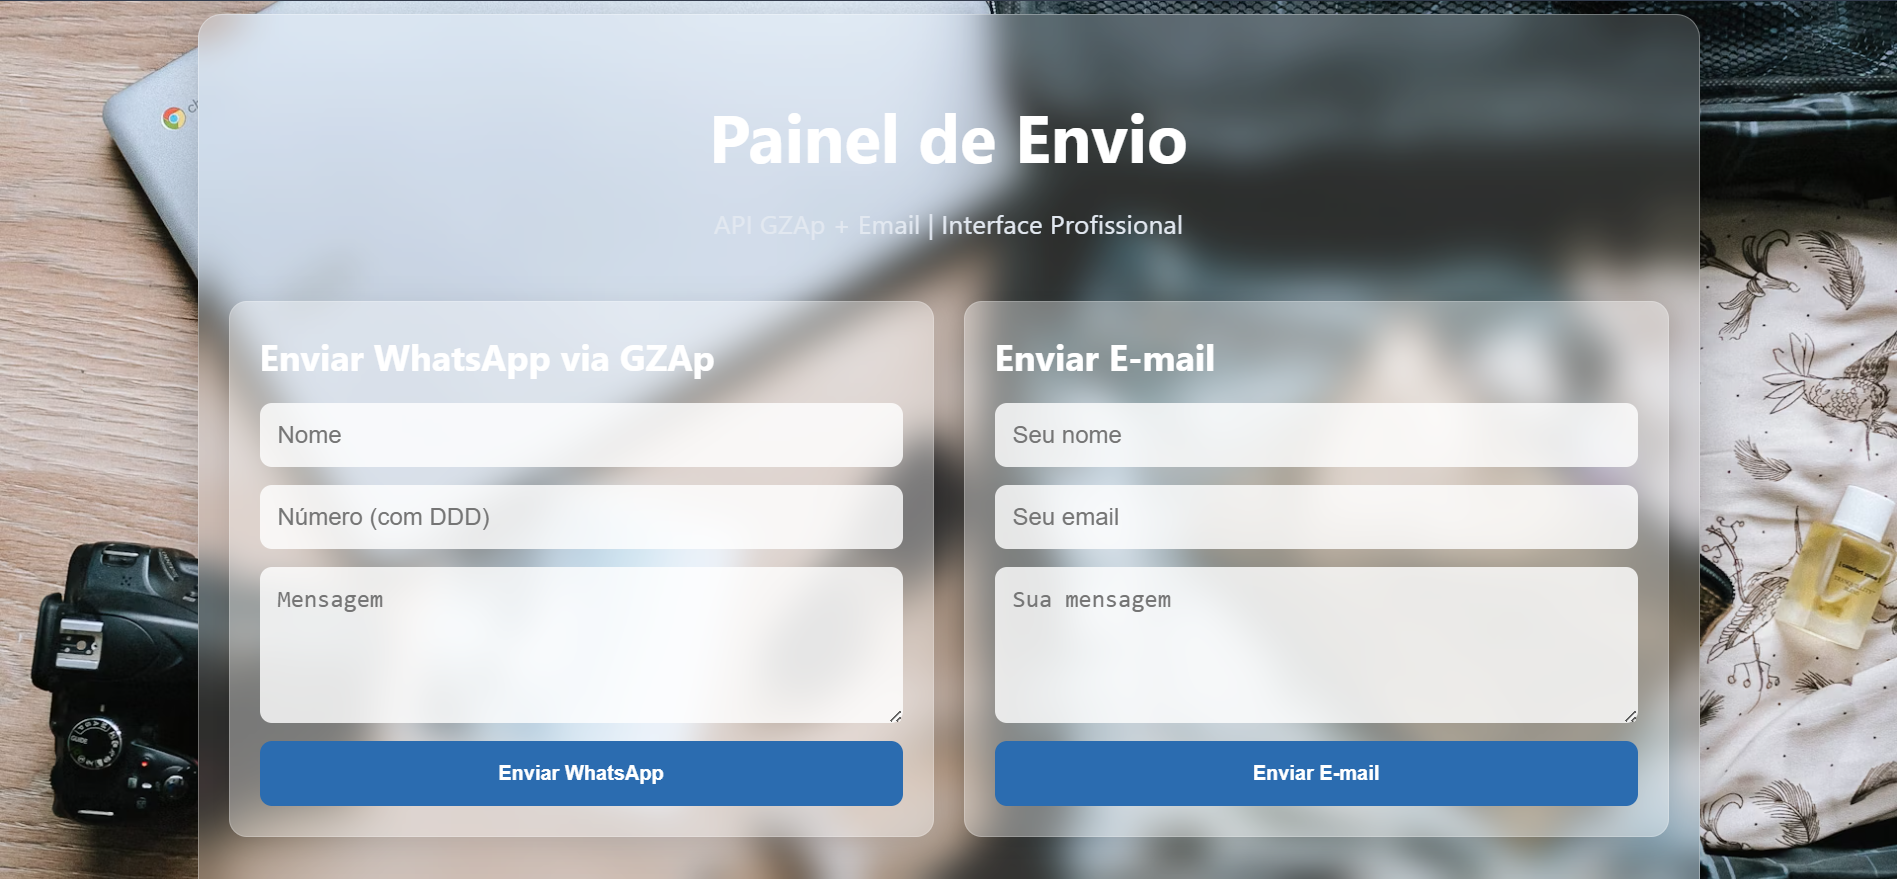 Painel de Envio
API GZAp + Email | Interface Profissional
Enviar WhatsApp via GZAp
Nome
Número (com DDD)
Mensagem
Enviar WhatsApp
Enviar E-mail
Seu nome
Seu email
Sua mensagem
Enviar E-mail
GUIDE